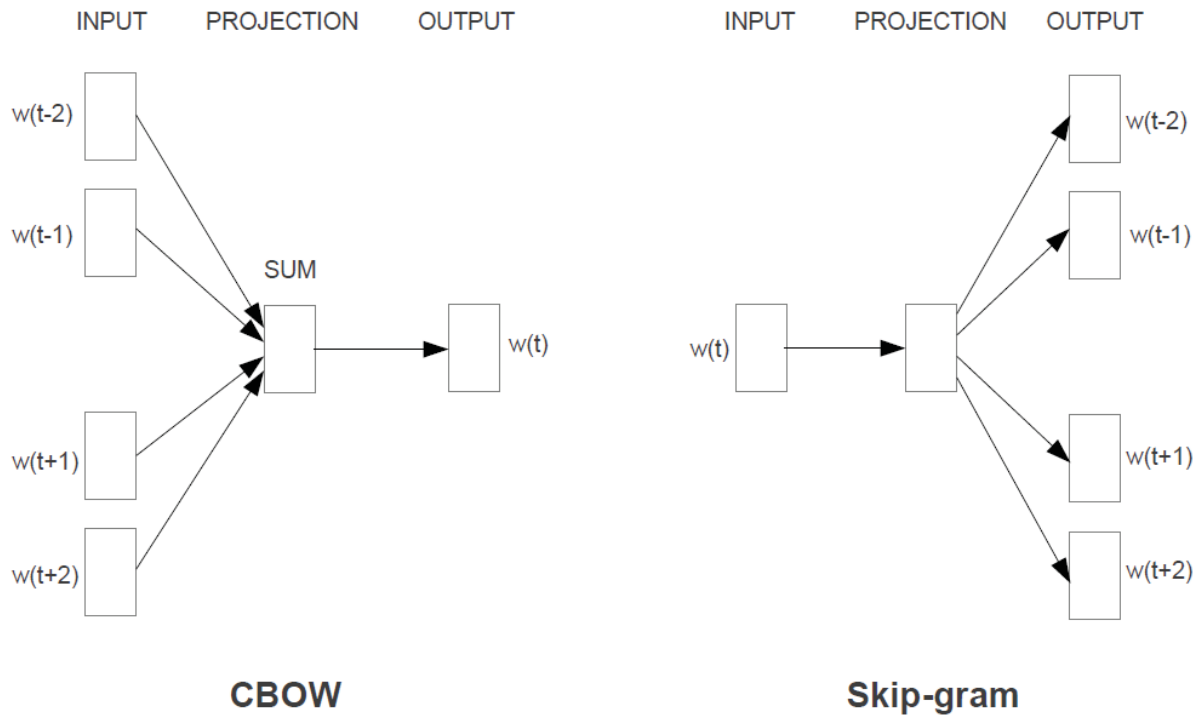 INPUT PROJECTION OUTPUT
w(t-2)
w(t-1)
SUM
w(t)
w(t+1)
w(t+2)
CBOW
INPUT PROJECTION OUTPUT
w(t-2)
w(t-1)
w(t)
w(t+1)
w(t+2)
Skip-gram